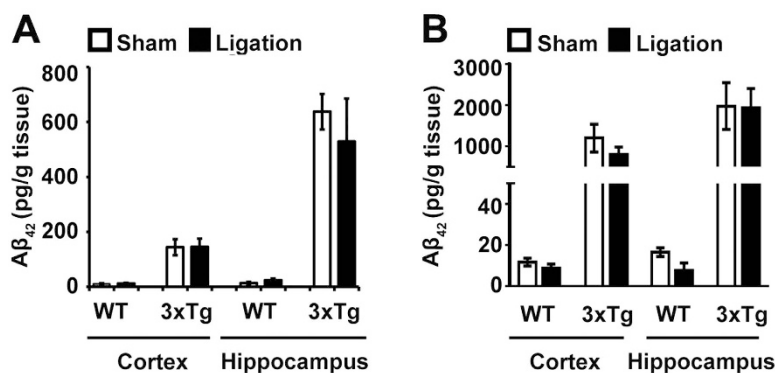 A
Sham Ligation
Aβ42 (pg/g tissue)
800
600
400
200
0
WT 3xTg WT 3xTg
Cortex Hippocampus
B
Sham Ligation
Aβ42 (pg/g tissue)
3000
2000
1000
40
20
0
WT 3xTg WT 3xTg
Cortex Hippocampus